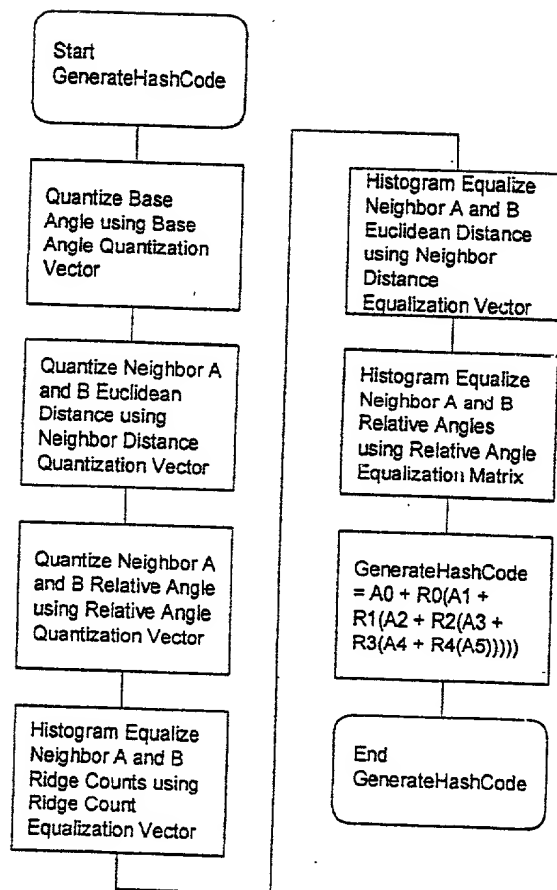 Start
GenerateHashCode
Quantize Base
Angle using Base
Angle Quantization
Vector
Quantize Neighbor A
and B Euclidean
Distance using
Neighbor Distance
Quantization Vector
Quantize Neighbor A
and B Relative Angle
using Relative Angle
Quantization Vector
Histogram Equalize
Neighbor A and B
Ridge Counts using
Ridge Count
Equalization Vector
Histogram Equalize
Neighbor A and B
Euclidean Distance
using Neighbor
Distance
Equalization Vector
Histogram Equalize
Neighbor A and B
Relative Angles
using Relative Angle
Equalization Matrix
GenerateHashCode
= A0 + R0(A1 +
R1(A2 + R2(A3 +
R3(A4 + R4(A5)))))
End
GenerateHashCode